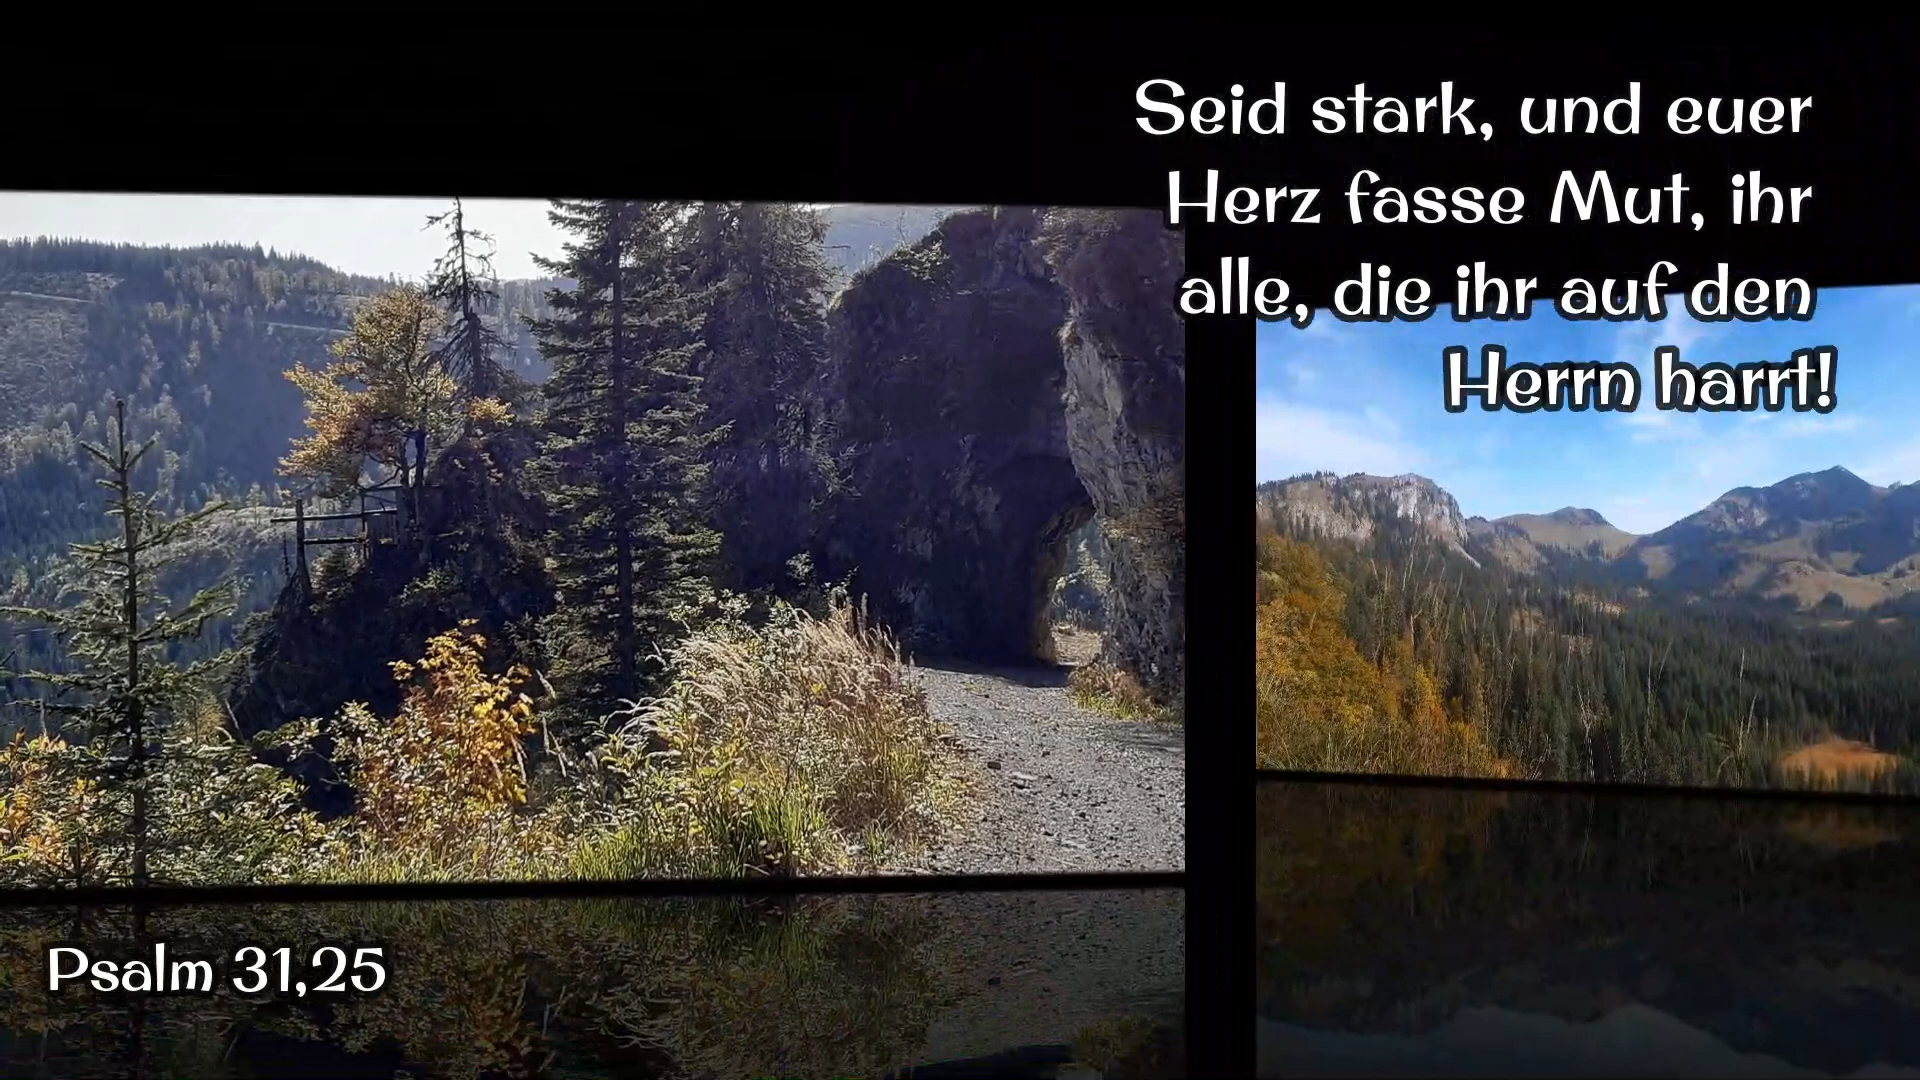 Seid stark, und euer
Herz fasse Mut, ihr
alle, die ihr auf den
Herrn harrt!
Psalm 31,25